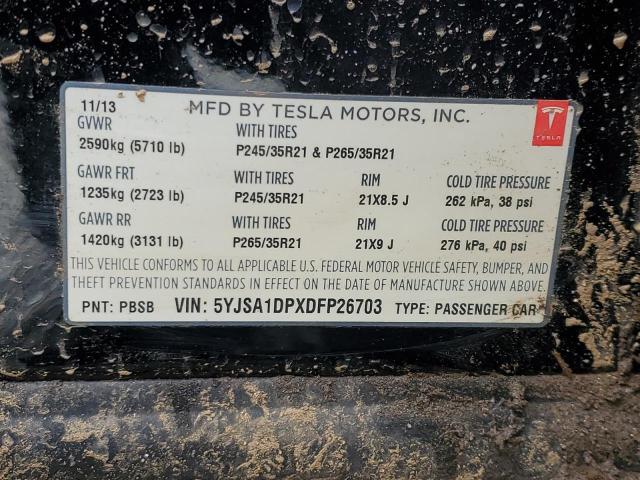 11/13 MFD BY TESLA MOTORS, INC.
GVWR WITH TIRES TESLA
2590kg (5710 lb) P245/35R21 & P265/35R21
GAWR FRT WITH TIRES RIM COLD TIRE PRESSURE
1235kg (2723 lb) P245/35R21 21X8.5 J 262 kPa, 38 psi
GAWR RR WITH TIRES RIM COLD TIRE PRESSURE
1420kg (3131 lb) P265/35R21 21X9 J 276 kPa, 40 psi
THIS VEHICLE CONFORMS TO ALL APPLICABLE U.S. FEDERAL MOTOR VEHICLE SAFETY, BUMPER, AND
THEFT PREVENTION STANDARDS IN EFFECT ON THE DATE OF MANUFACTURE SHOWN ABOVE.
PNT: PBSB VIN: 5YJSA1DPXDFP26703 TYPE: PASSENGER CAR